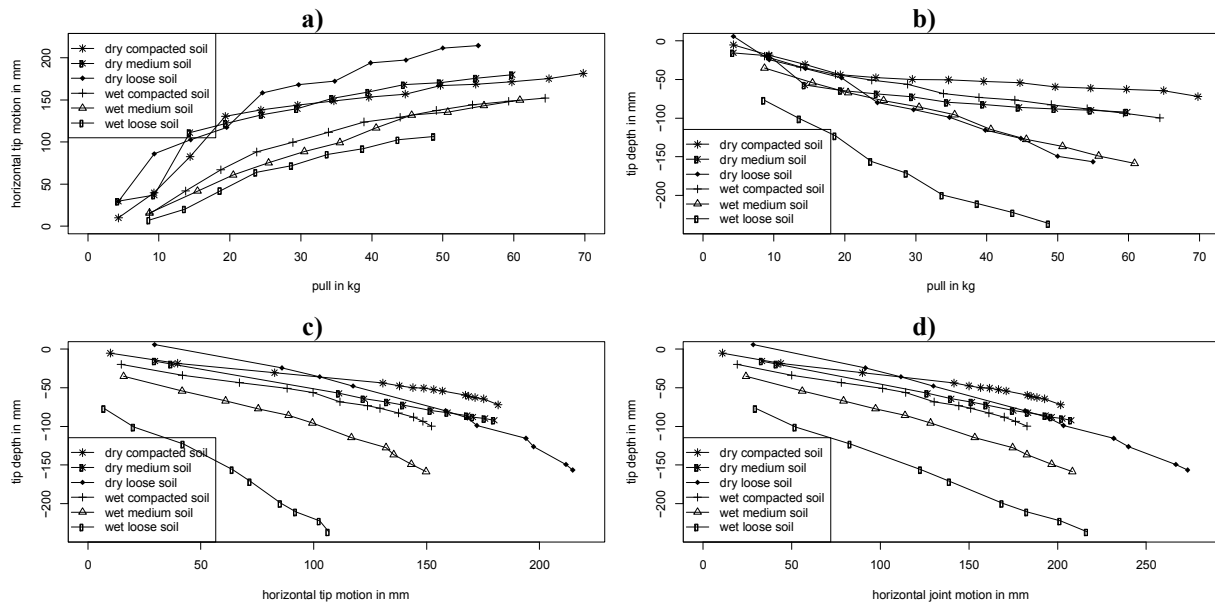 a)
horizontal tip motion in mm
200
150
100
50
0
dry compacted soil
dry medium soil
dry loose soil
wet compacted soil
wet medium soil
wet loose soil
0 10 20 30 40 50 60 70
pull in kg
b)
tip depth in mm
0
−50
−100
−150
−200
dry compacted soil
dry medium soil
dry loose soil
wet compacted soil
wet medium soil
wet loose soil
0 10 20 30 40 50 60 70
pull in kg
c)
tip depth in mm
0
−50
−100
−150
−200
dry compacted soil
dry medium soil
dry loose soil
wet compacted soil
wet medium soil
wet loose soil
0 50 100 150 200
horizontal tip motion in mm
d)
tip depth in mm
0
−50
−100
−150
−200
dry compacted soil
dry medium soil
dry loose soil
wet compacted soil
wet medium soil
wet loose soil
0 50 100 150 200 250
horizontal joint motion in mm